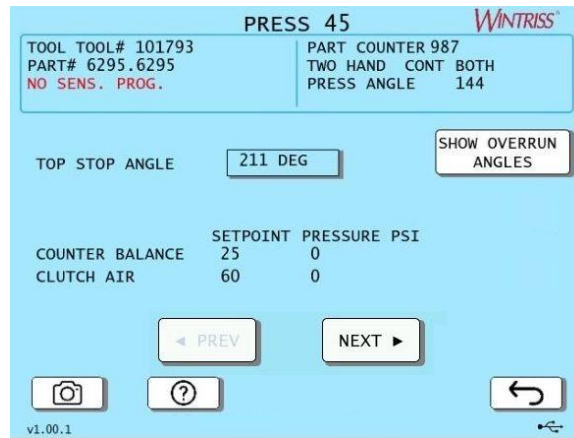 PRESS 45
WINTRISS
TOOL TOOL# 101793
PART# 6295.6295
NO SENS. PROG.
PART COUNTER 987
TWO HAND CONT BOTH
PRESS ANGLE 144
TOP STOP ANGLE 211 DEG
SHOW OVERRUN
ANGLES
SETPOINT PRESSURE PSI
COUNTER BALANCE 25 0
CLUTCH AIR 60 0
◄ PREV
NEXT ►
v1.00.1